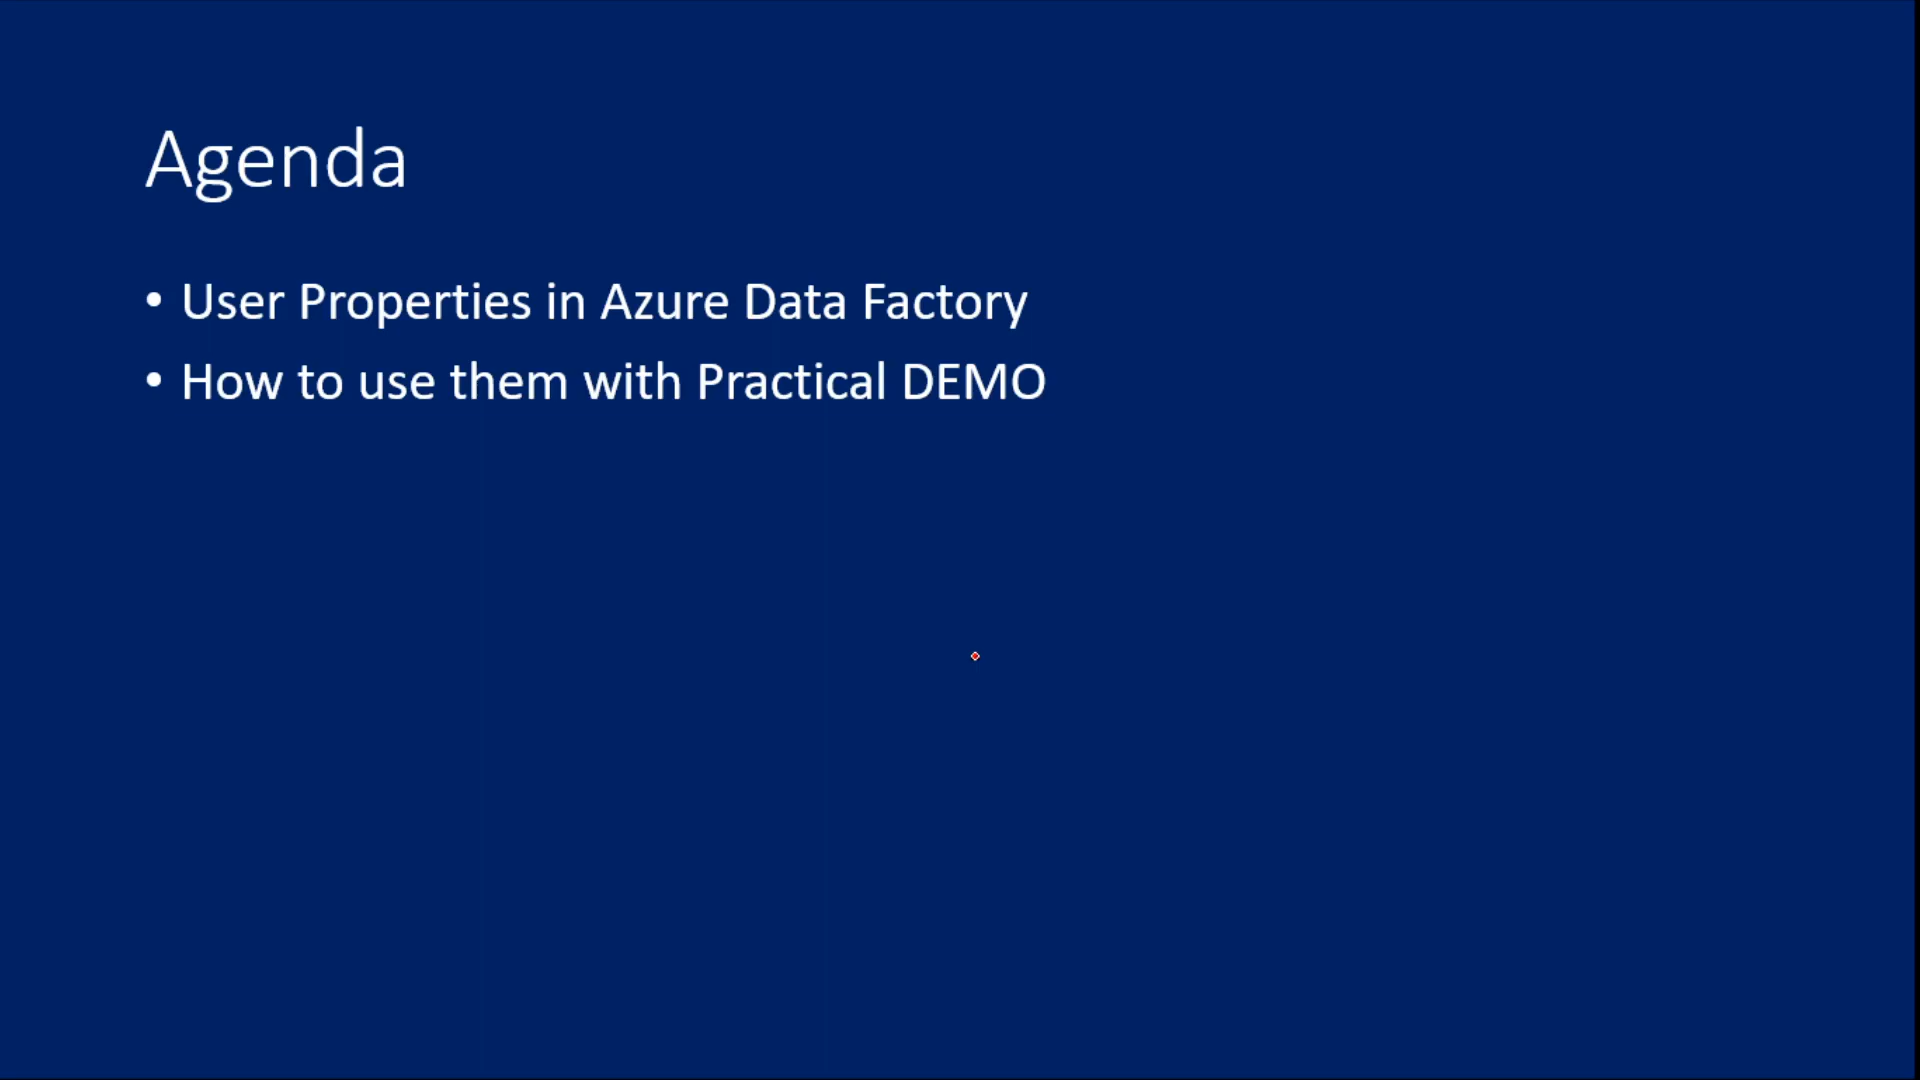 Agenda
• User Properties in Azure Data Factory
• How to use them with Practical DEMO